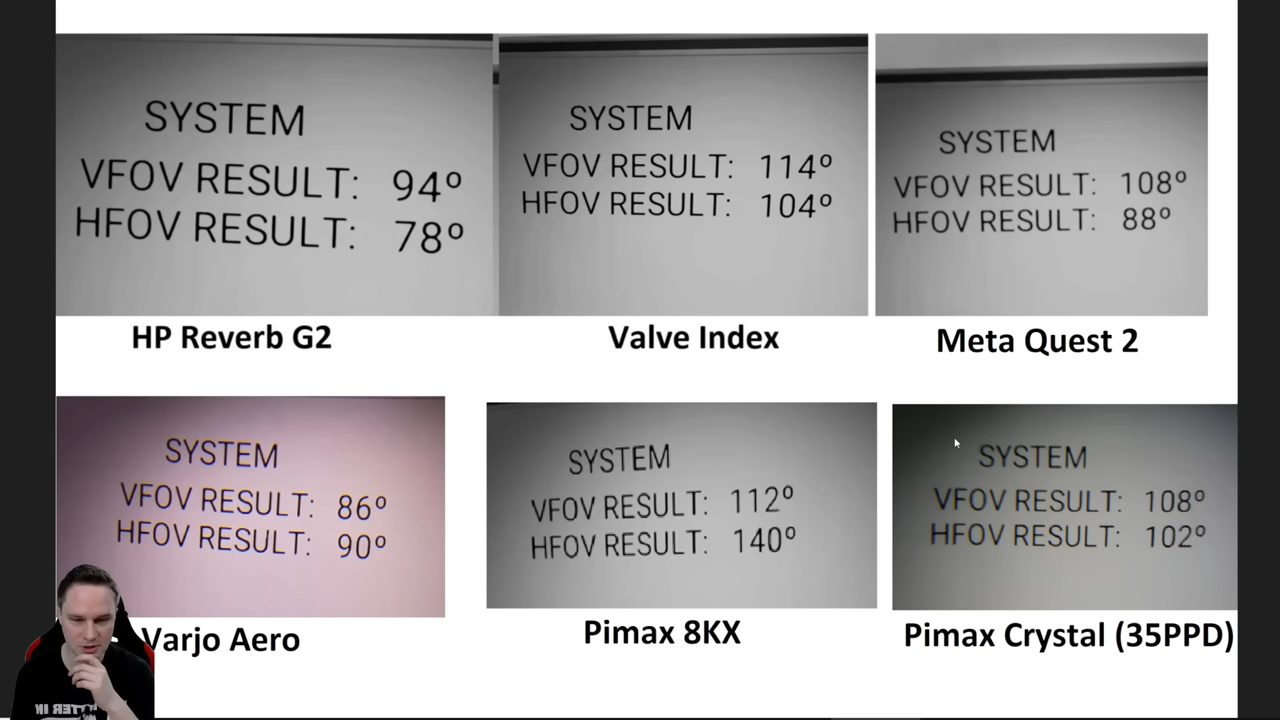 SYSTEM
VFOV RESULT: 94º
HFOV RESULT: 78º
HP Reverb G2
SYSTEM
VFOV RESULT: 114º
HFOV RESULT: 104º
Valve Index
SYSTEM
VFOV RESULT: 108º
HFOV RESULT: 88º
Meta Quest 2
SYSTEM
VFOV RESULT: 86º
HFOV RESULT: 90º
Varjo Aero
SYSTEM
VFOV RESULT: 112º
HFOV RESULT: 140º
Pimax 8KX
SYSTEM
VFOV RESULT: 108º
HFOV RESULT: 102º
Pimax Crystal (35PPD)